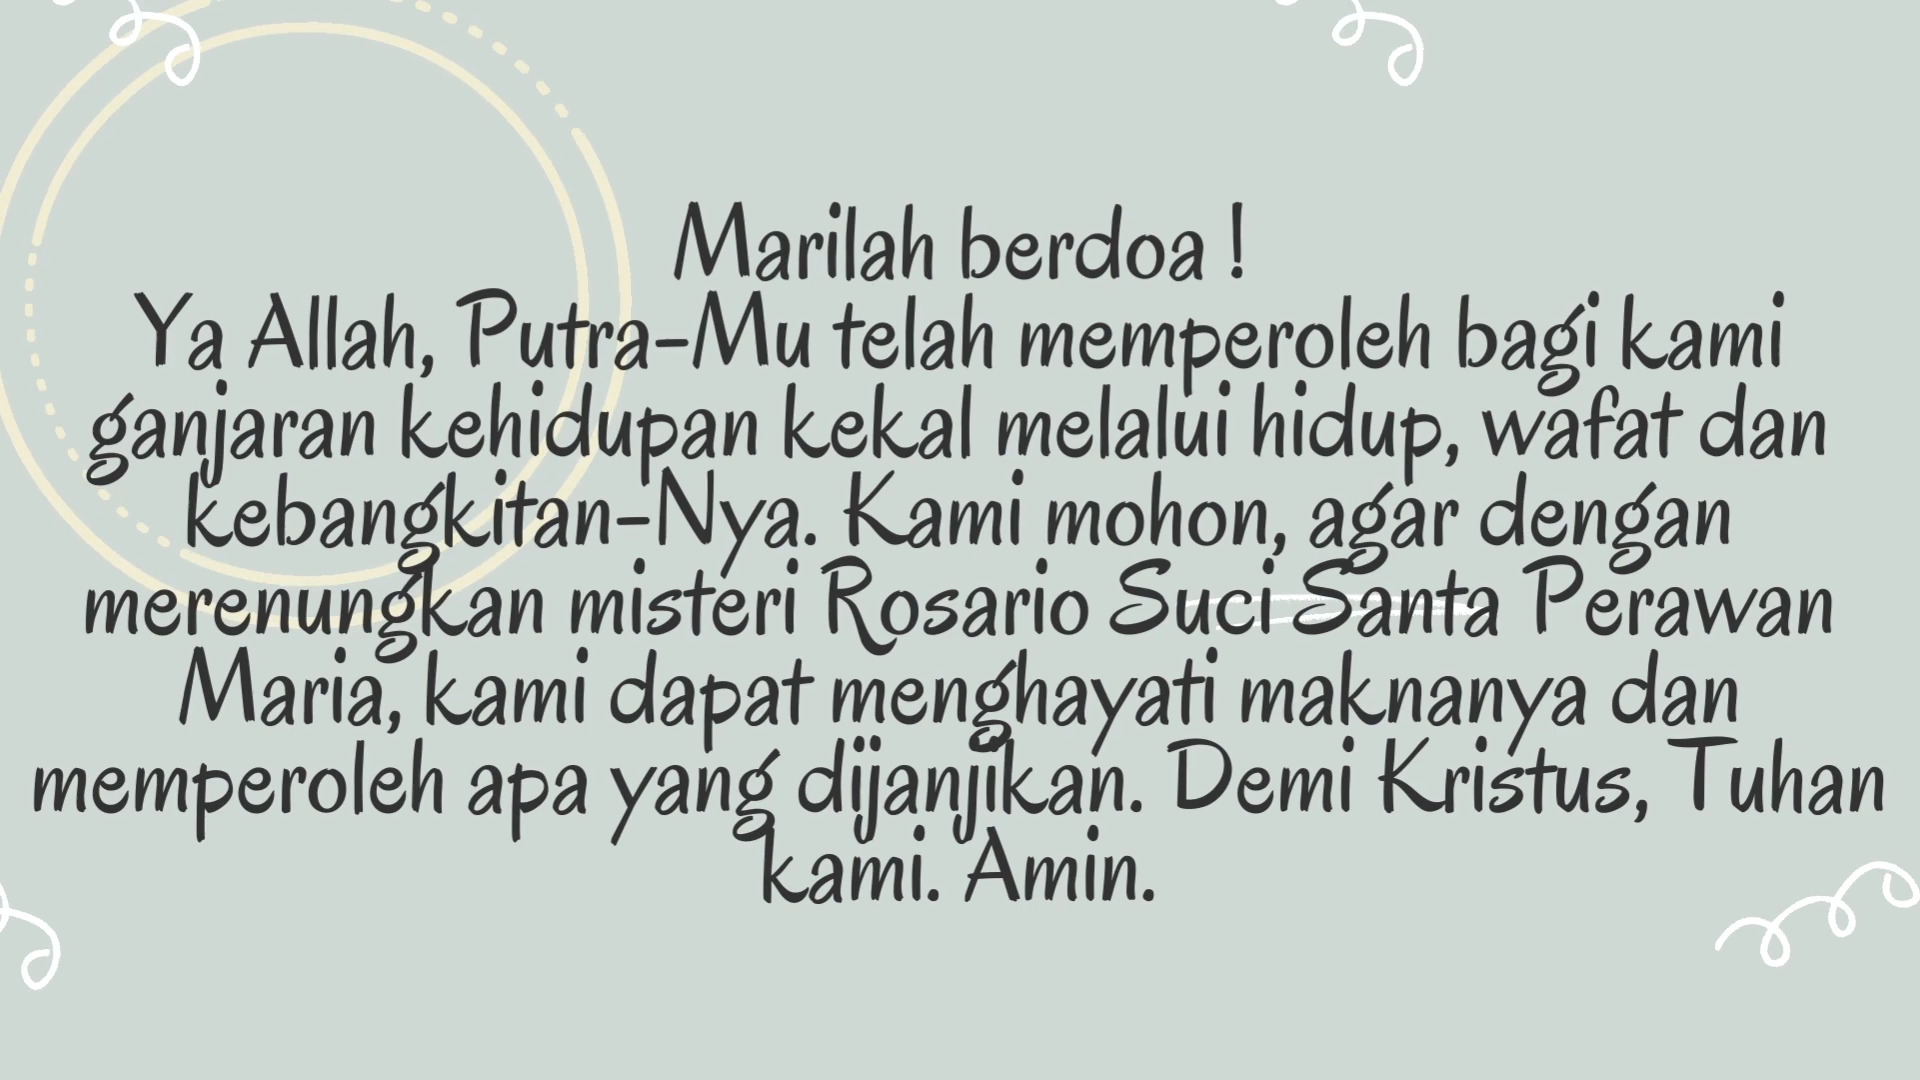 Marilah berdoa !
Ya Allah, Putra-Mu telah memperoleh bagi kami
ganjaran kehidupan kekal melalui hidup, wafat dan
kebangkitan-Nya. Kami mohon, agar dengan
merenungkan misteri Rosario Suci Santa Perawan
Maria, kami dapat menghayati maknanya dan
memperoleh apa yang dijanjikan. Demi Kristus, Tuhan
kami. Amin.